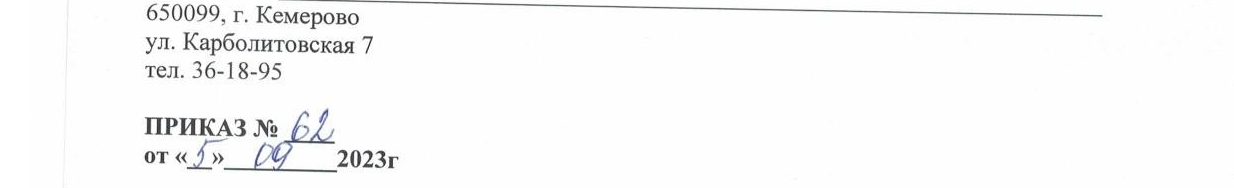 650099, г. Кемерово
ул. Карболитовская 7
тел. 36-18-95
ПРИКАЗ № 62
от «5» 09 2023г